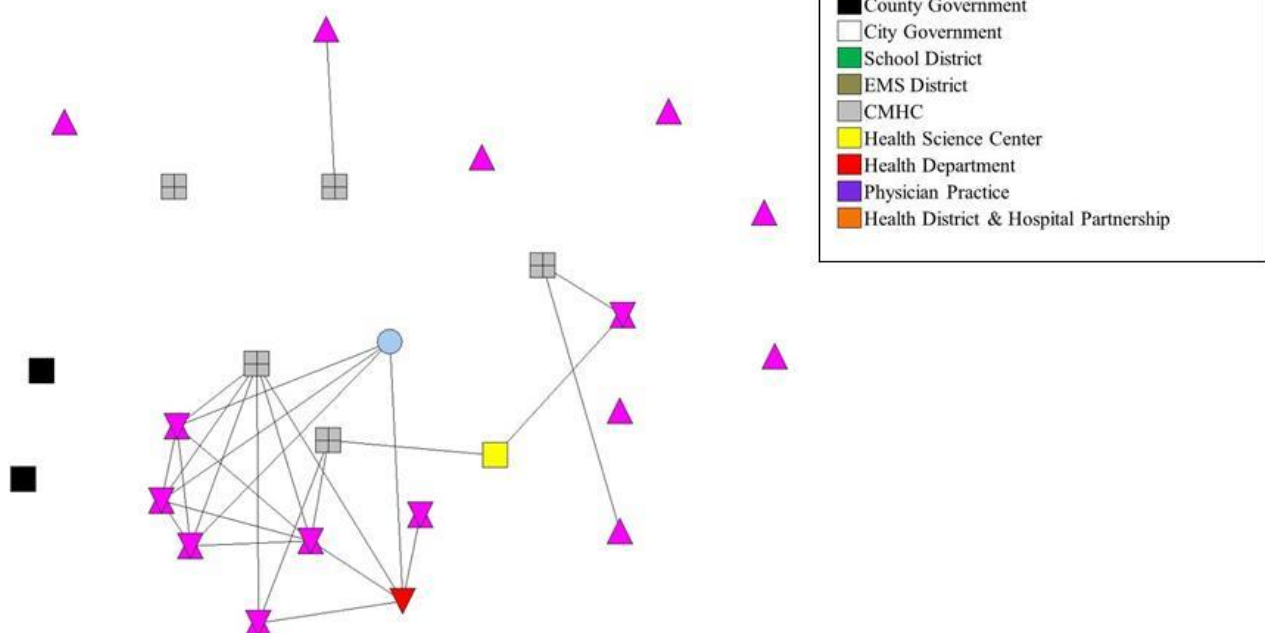 County Government
City Government
School District
EMS District
CMHC
Health Science Center
Health Department
Physician Practice
Health District & Hospital Partnership